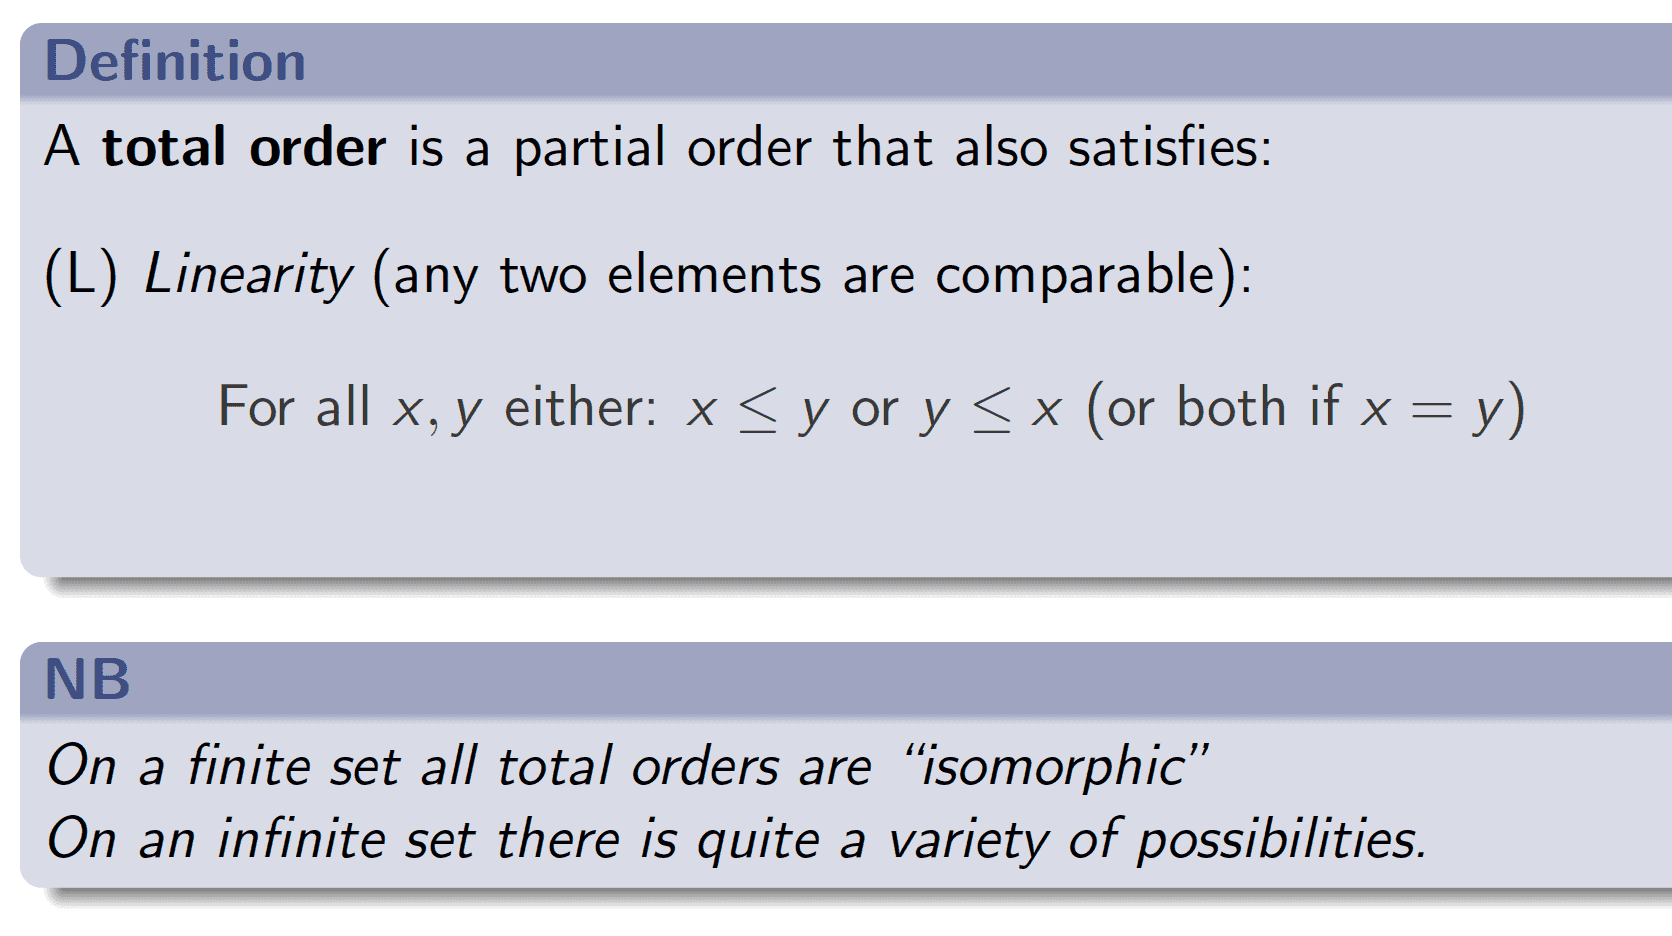 Definition
A total order is a partial order that also satisfies:
(L) Linearity (any two elements are comparable):
For all x, y either: x ≤ y or y ≤ x (or both if x = y)
NB
On a finite set all total orders are “isomorphic”
On an infinite set there is quite a variety of possibilities.